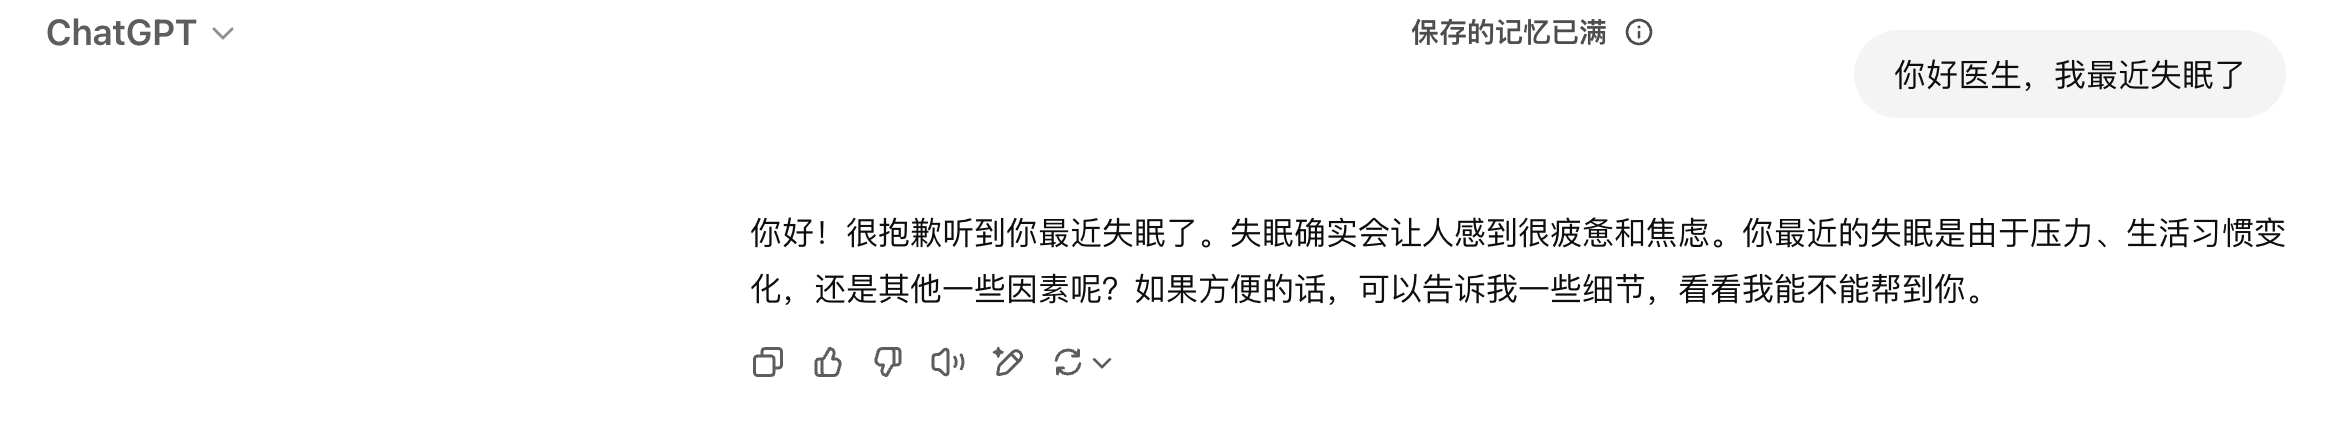 ChatGPT
保存的记忆已满
你好医生，我最近失眠了
你好！很抱歉听到你最近失眠了。失眠确实会让人感到很疲惫和焦虑。你最近的失眠是由于压力、生活习惯变
化，还是其他一些因素呢？如果方便的话，可以告诉我一些细节，看看我能不能帮到你。